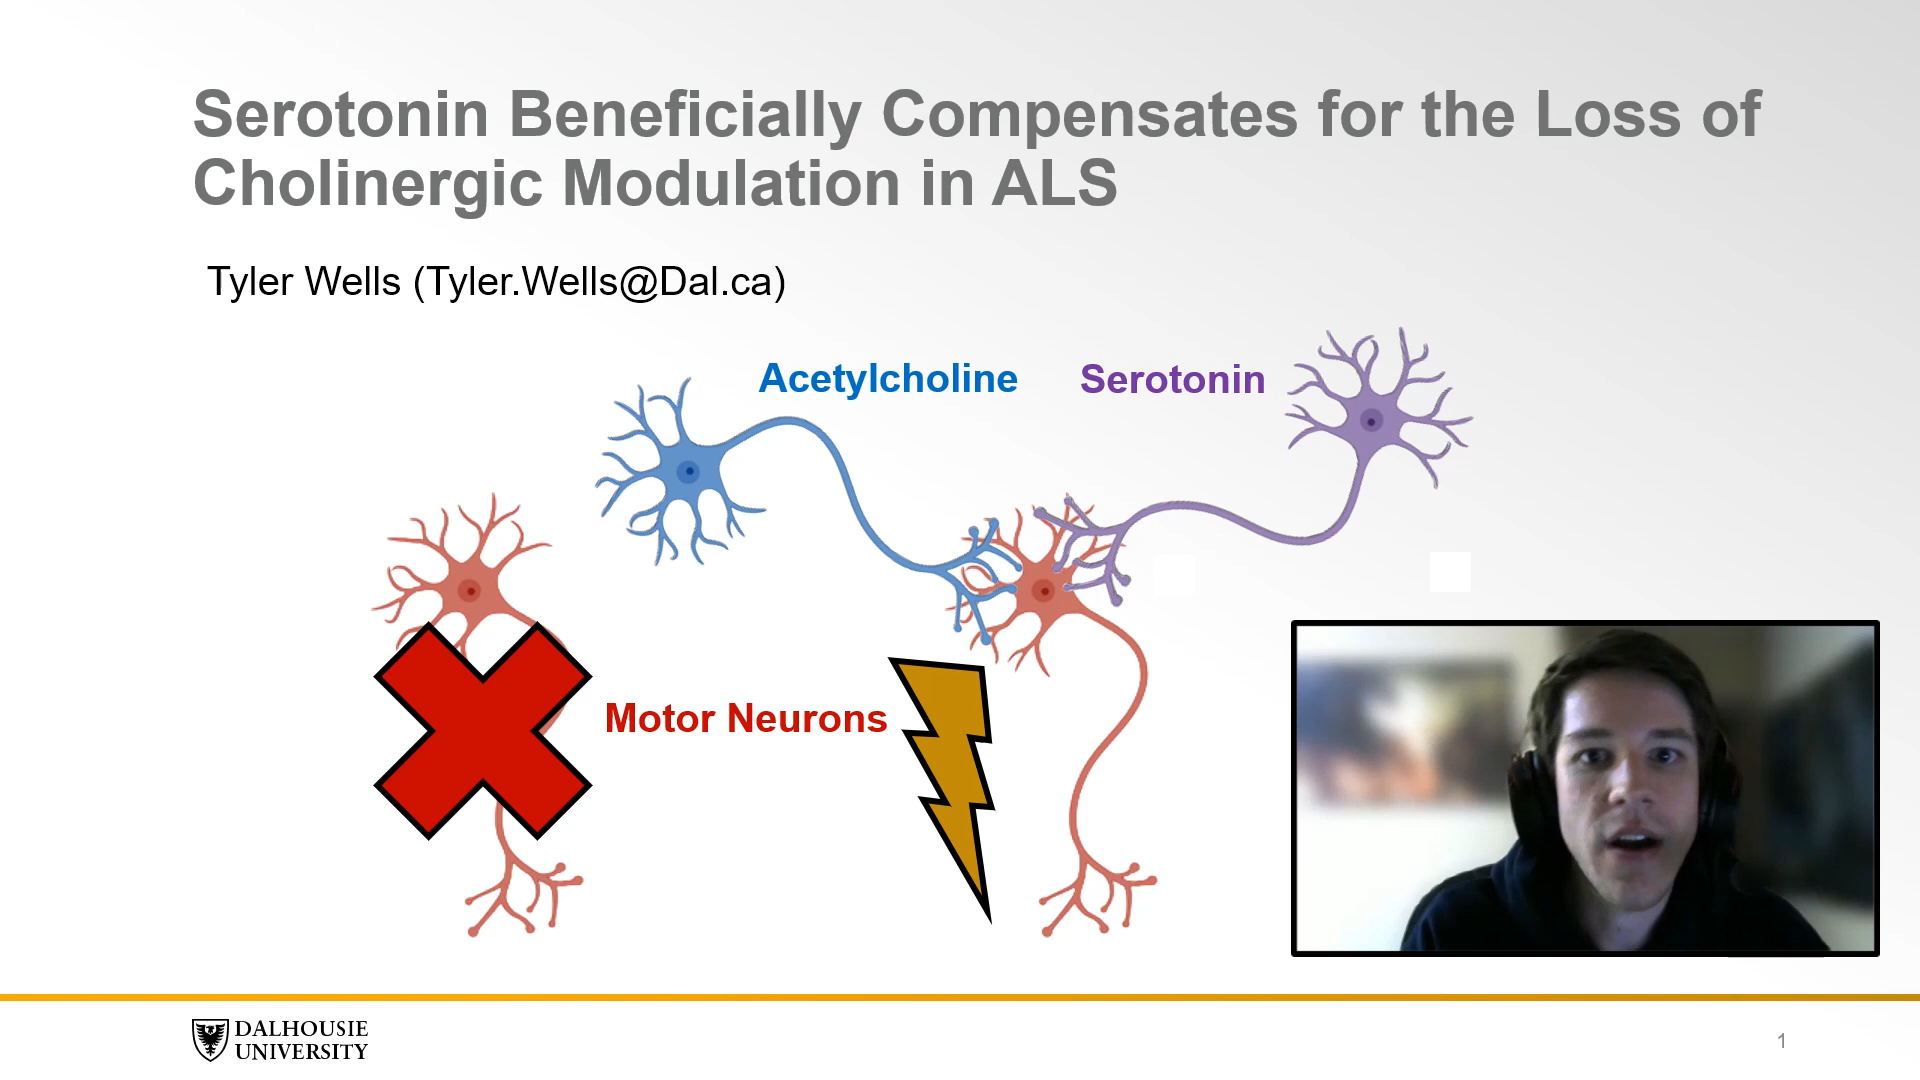 Serotonin Beneficially Compensates for the Loss of
Cholinergic Modulation in ALS
Tyler Wells (Tyler.Wells@Dal.ca)
Acetylcholine
Serotonin
Motor Neurons
DALHOUSIE
UNIVERSITY
1